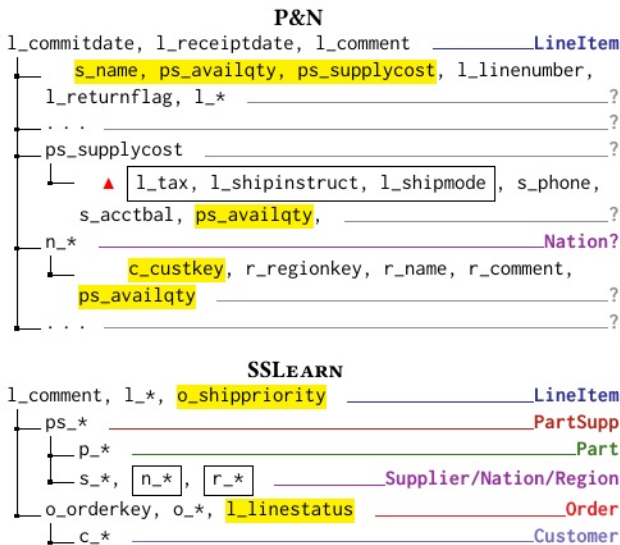 P&N
l_commitdate, l_receiptdate, l_comment LineItem
s_name, ps_availqty, ps_supplycost, l_linenumber,
l_returnflag, l_* ?
... ?
ps_supplycost ?
▲ l_tax, l_shipinstruct, l_shipmode, s_phone,
s_acctbal, ps_availqty, ?
n_* Nation?
c_custkey, r_regionkey, r_name, r_comment,
ps_availqty ?
... ?
SSLEARN
l_comment, l_*, o_shippriority LineItem
ps_* PartSupp
p_* Part
s_*, n_*, r_* Supplier/Nation/Region
o_orderkey, o_*, l_linestatus Order
c_* Customer